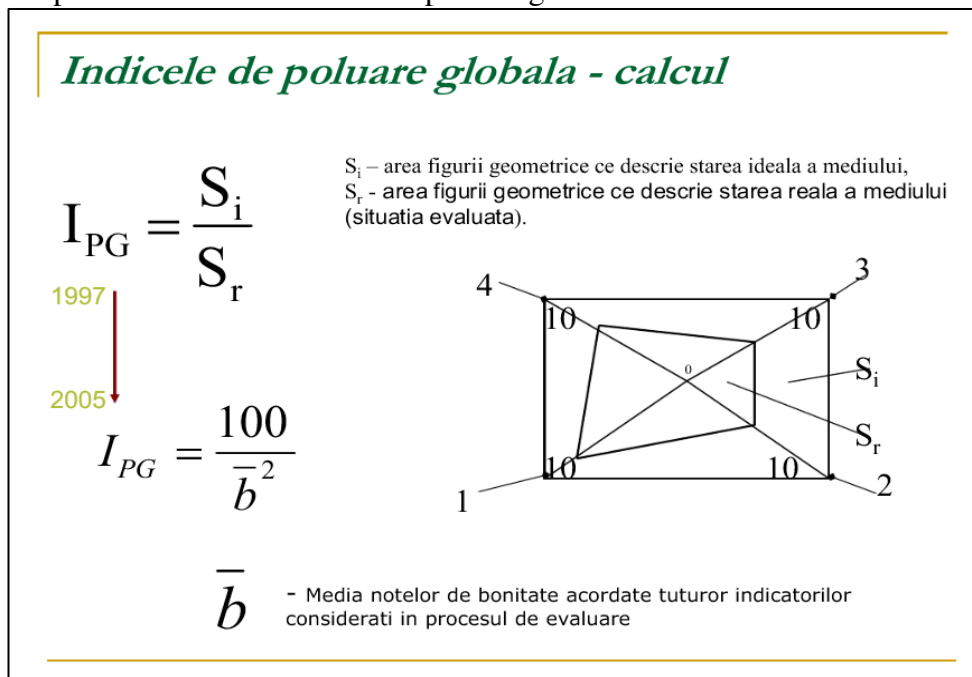 Indicele de poluare globala - calcul
I_PG = S_i / S_r
S_i – area figurii geometrice ce descrie starea ideala a mediului,
S_r - area figurii geometrice ce descrie starea reala a mediului
(situatia evaluata).
1997
2005
I_PG = 100 / b̅²
4
3
10
10
0
S_i
S_r
10
10
1
2
b̅ - Media notelor de bonitate acordate tuturor indicatorilor
considerati in procesul de evaluare